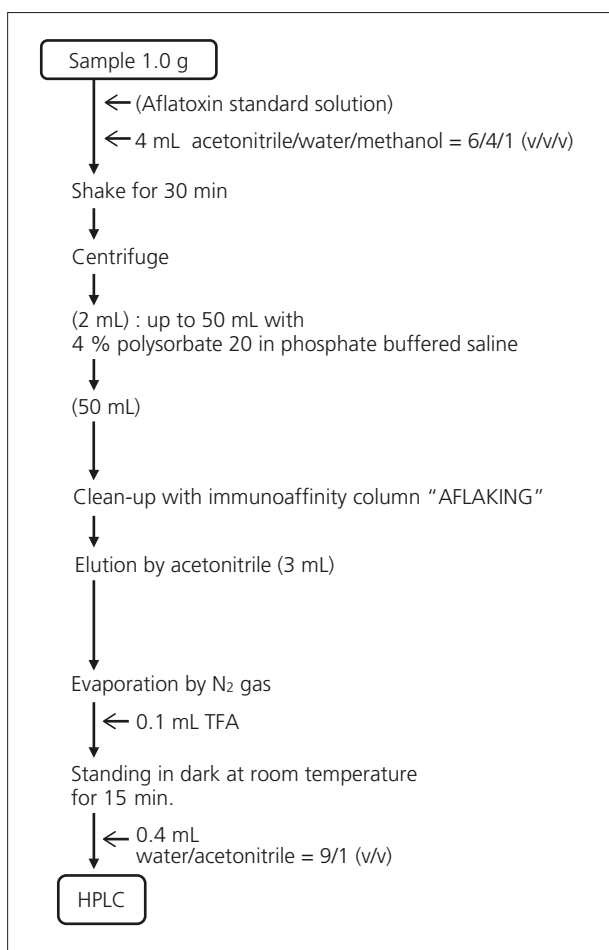 Sample 1.0 g
(Aflatoxin standard solution)
4 mL acetonitrile/water/methanol = 6/4/1 (v/v/v)
Shake for 30 min
Centrifuge
(2 mL) : up to 50 mL with
4 % polysorbate 20 in phosphate buffered saline
(50 mL)
Clean-up with immunoaffinity column “AFLAKING”
Elution by acetonitrile (3 mL)
Evaporation by N₂ gas
0.1 mL TFA
Standing in dark at room temperature
for 15 min.
0.4 mL
water/acetonitrile = 9/1 (v/v)
HPLC